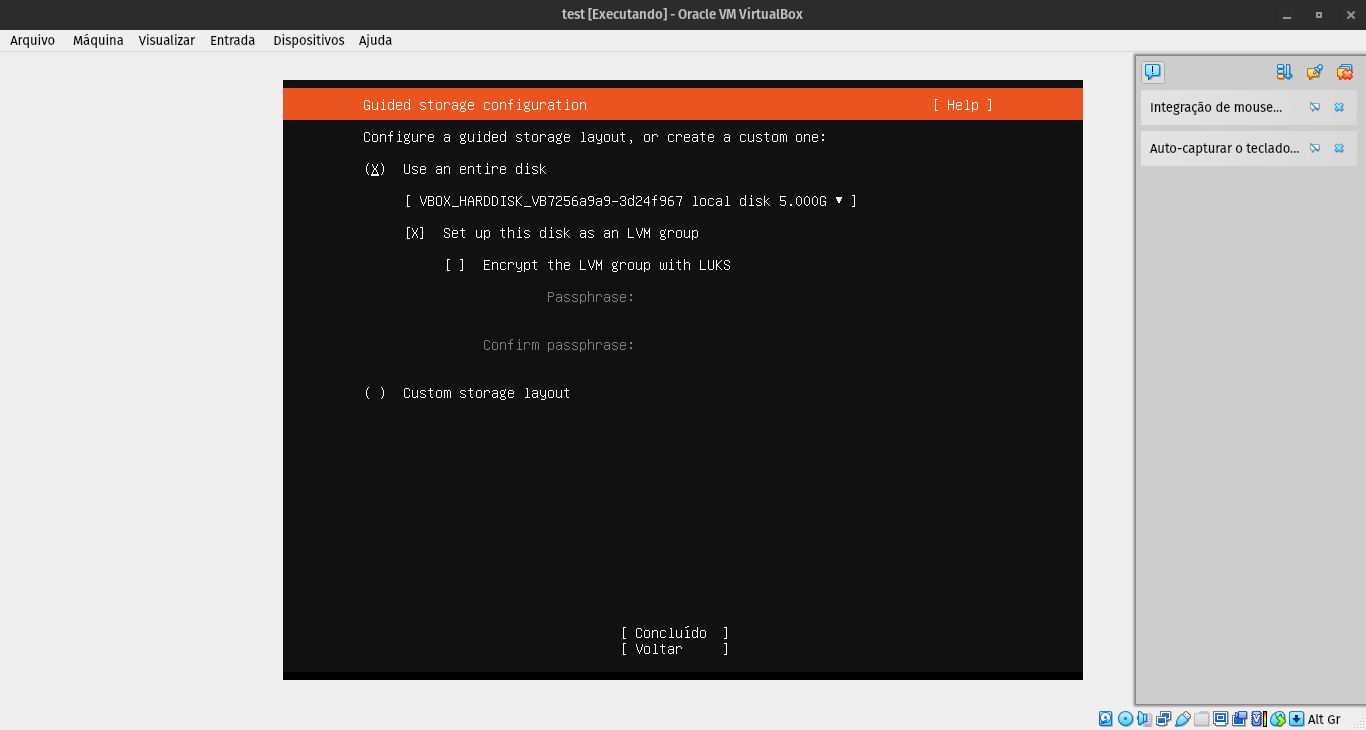 test [Executando] - Oracle VM VirtualBox
Arquivo Máquina Visualizar Entrada Dispositivos Ajuda
Guided storage configuration [ Help ]
Configure a guided storage layout, or create a custom one:
(X) Use an entire disk
[ VBOX_HARDDISK_VB7256a9a9-3d24f967 local disk 5.000G ▾ ]
[X] Set up this disk as an LVM group
[ ] Encrypt the LVM group with LUKS
Passphrase:
Confirm passphrase:
( ) Custom storage layout
[ Concluído ]
[ Voltar ]
Integração de mouse...
Auto-capturar o teclado...
Alt Gr